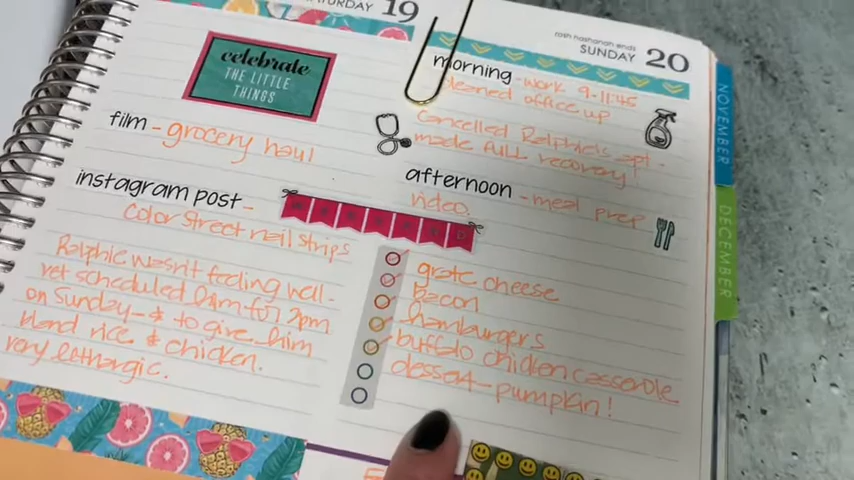 SATURDAY 19
celebrate
THE LITTLE
THINGS
film - grocery haul
instagram post -
Color Street nail strips
Ralphie wasn't feeling well -
vet scheduled him for 2pm
on Sunday - & to give him
bland rice & chicken.
very lethargic.
rosh hashanah ends
SUNDAY 20
morning - work 9-11:45
cleaned office up
Cancelled Ralphie's apt -
made full recovery!
afternoon - meal prep
video.
grate cheese
bacon
hamburgers
buffalo chicken casserole
dessert - pumpkin!
NOVEMBER
DECEMBER